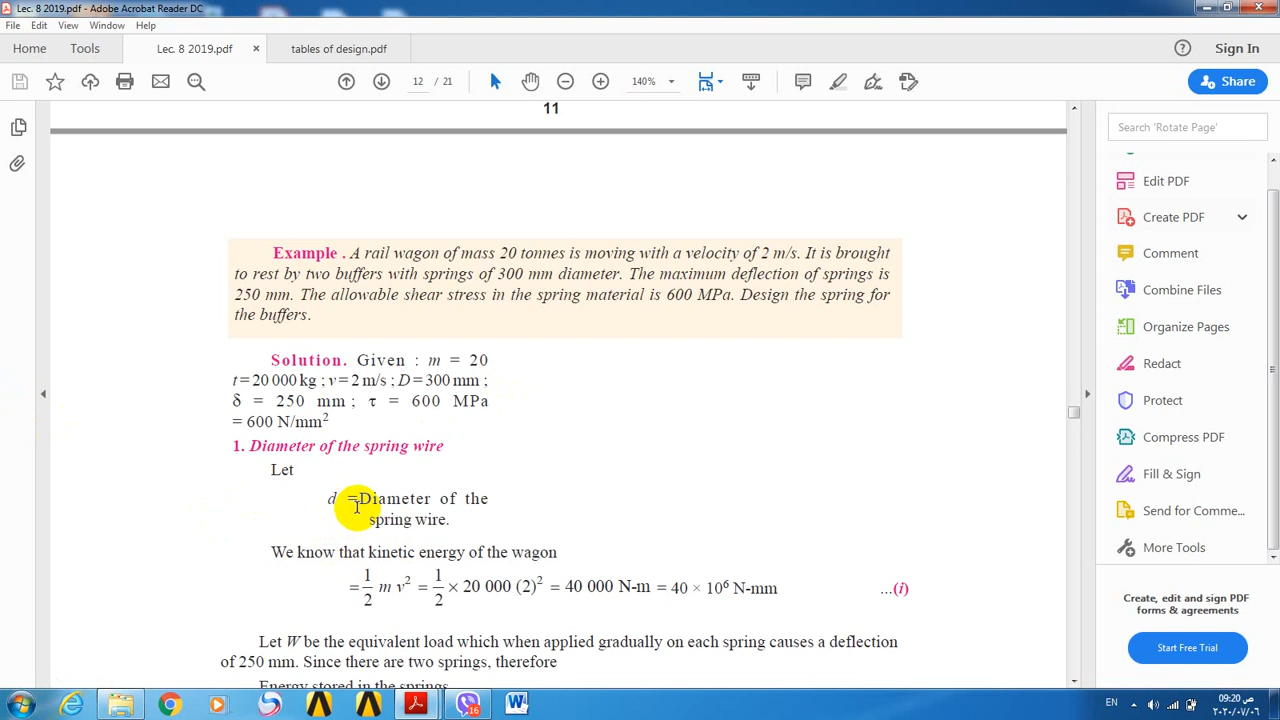 Lec. 8 2019.pdf - Adobe Acrobat Reader DC
File Edit View Window Help
Home Tools Lec. 8 2019.pdf × tables of design.pdf Sign In
12 / 21 140% Share
11
Search 'Rotate Page'
Example . A rail wagon of mass 20 tonnes is moving with a velocity of 2 m/s. It is brought
to rest by two buffers with springs of 300 mm diameter. The maximum deflection of springs is
250 mm. The allowable shear stress in the spring material is 600 MPa. Design the spring for
the buffers.
Solution. Given : m = 20
t = 20 000 kg ; v = 2 m/s ; D = 300 mm ;
δ = 250 mm ; τ = 600 MPa
= 600 N/mm²
1. Diameter of the spring wire
Let
d = Diameter of the
spring wire.
We know that kinetic energy of the wagon
= 1/2 m v² = 1/2 × 20 000 (2)² = 40 000 N-m = 40 × 10⁶ N-mm ...(i)
Let W be the equivalent load which when applied gradually on each spring causes a deflection
of 250 mm. Since there are two springs, therefore
Energy stored in the springs
Edit PDF
Create PDF
Comment
Combine Files
Organize Pages
Redact
Protect
Compress PDF
Fill & Sign
Send for Comme...
More Tools
Create, edit and sign PDF
forms & agreements
Start Free Trial
16
EN
09:20 ص
٢٠٢٠/٠٧/٠٦